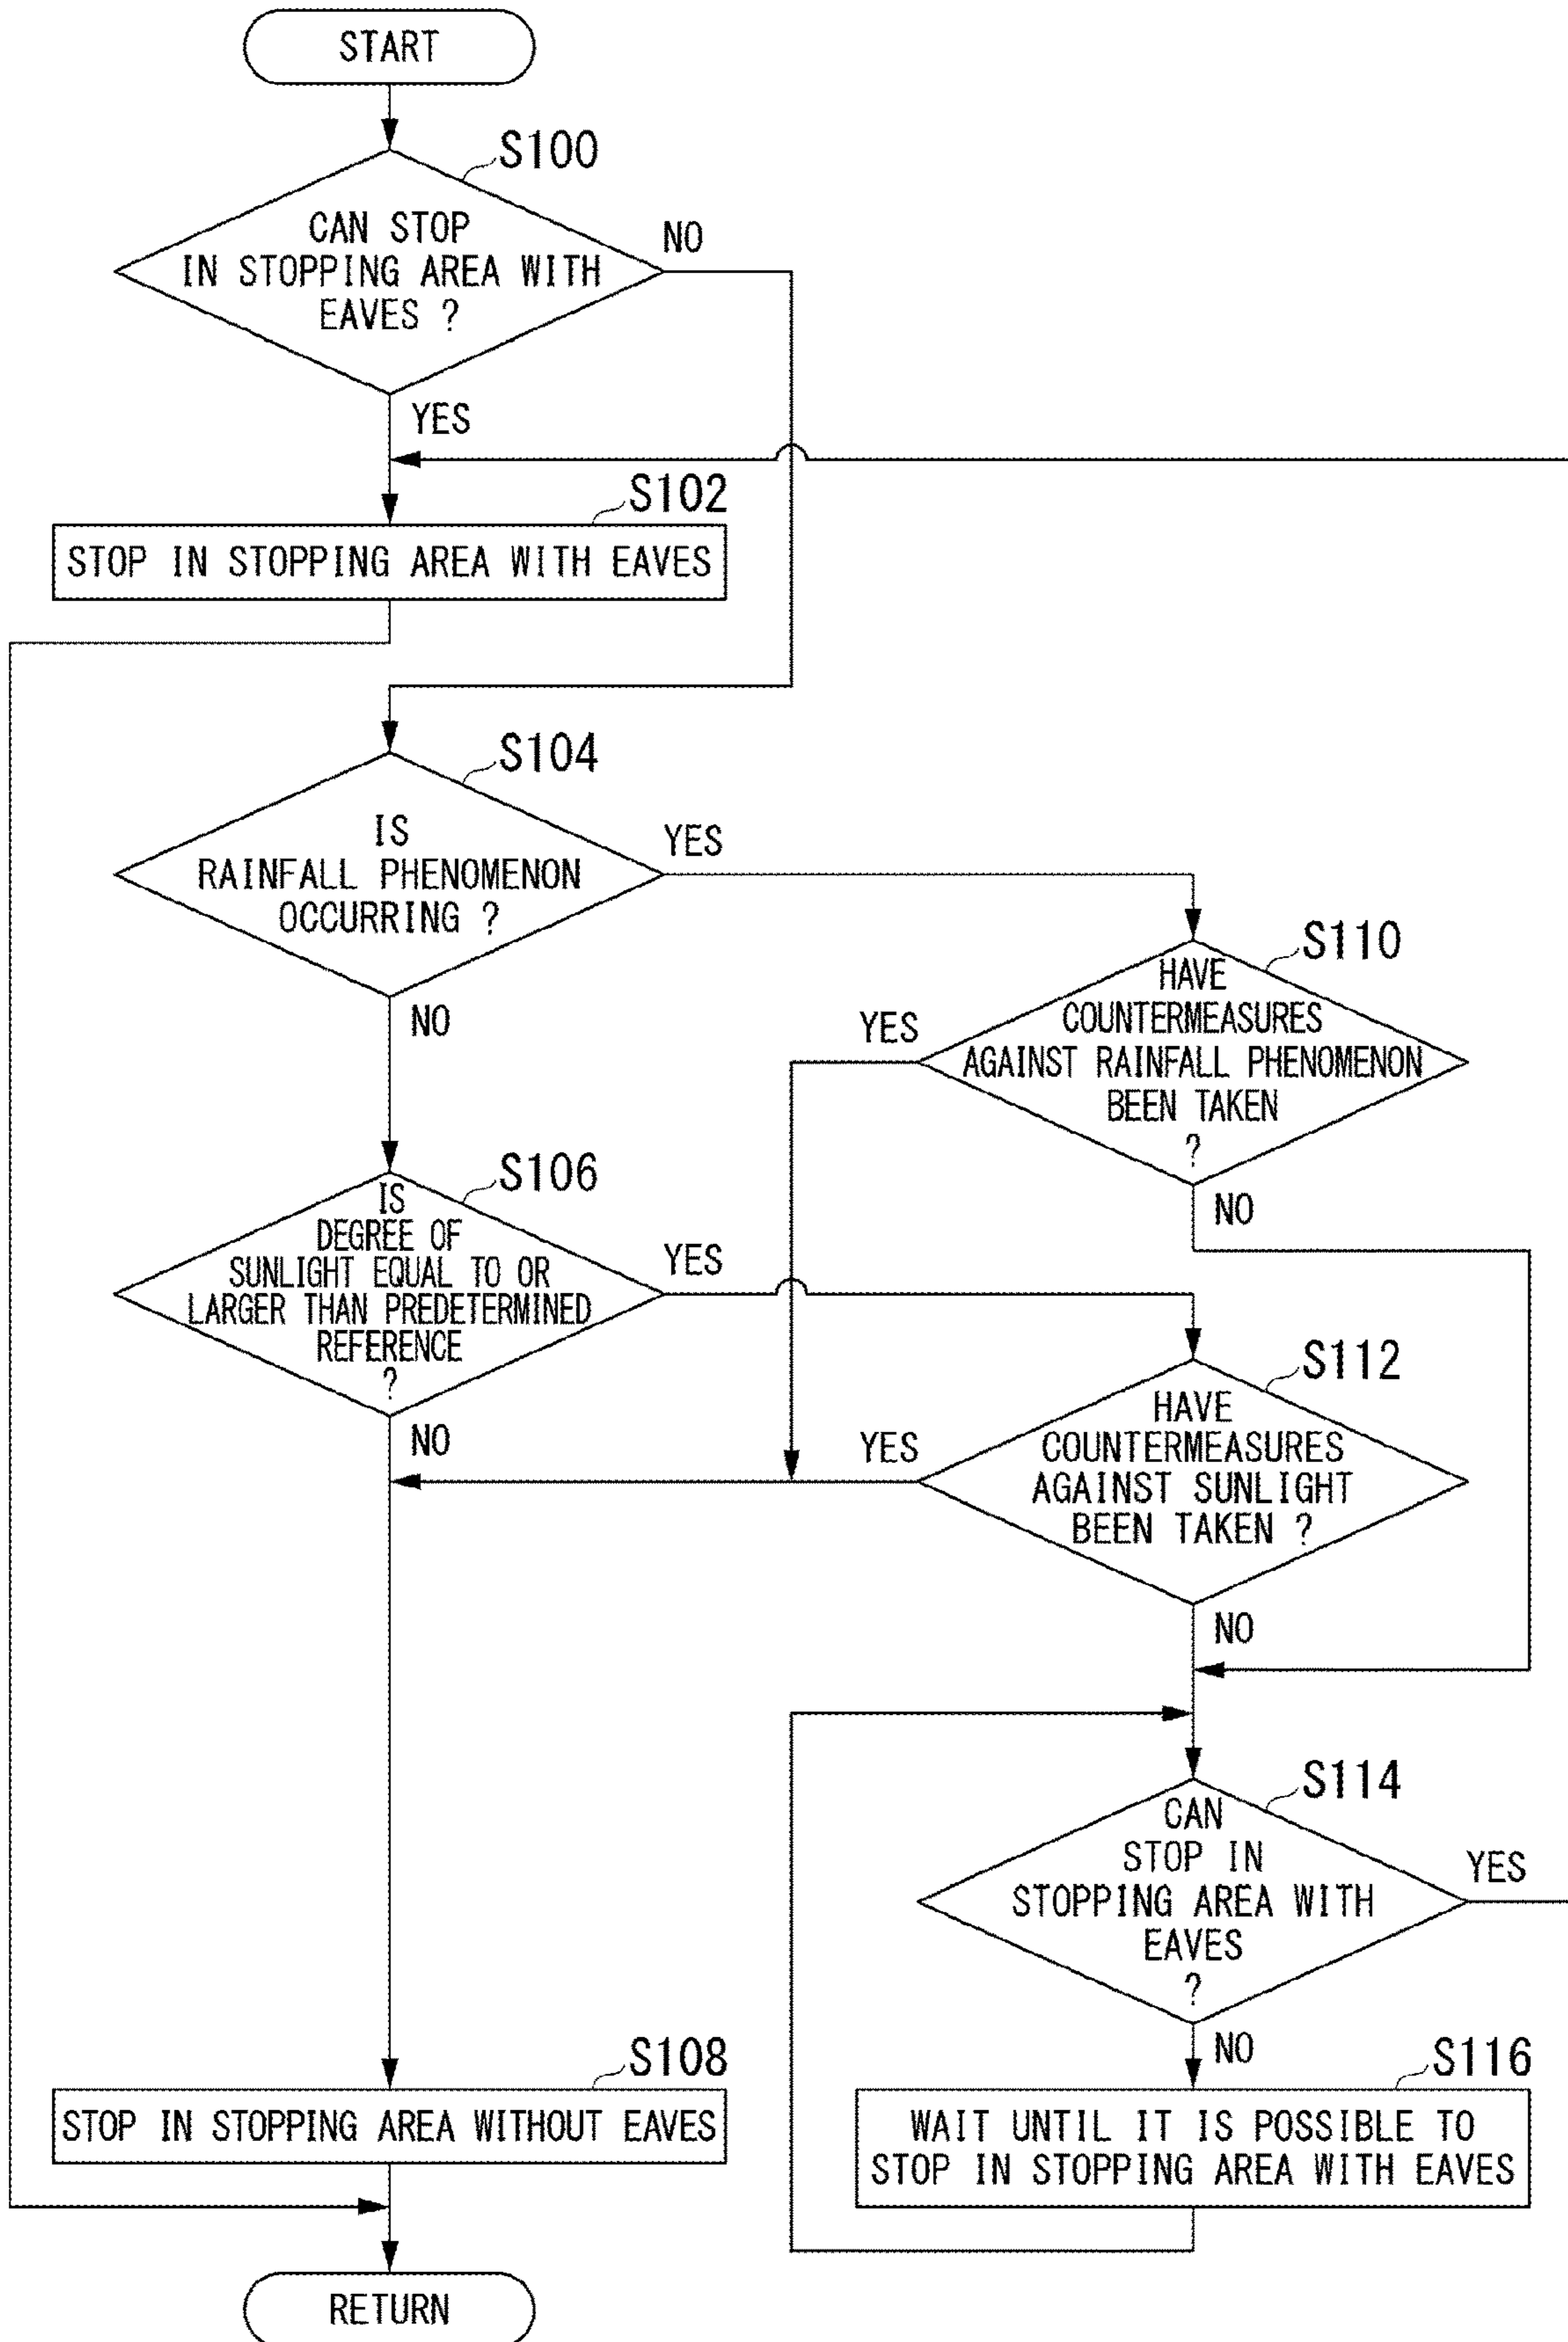 START
S100
CAN STOP
IN STOPPING AREA WITH
EAVES ?
NO
YES
S102
STOP IN STOPPING AREA WITH EAVES
S104
IS
RAINFALL PHENOMENON
OCCURRING ?
YES
NO
S110
HAVE
COUNTERMEASURES
AGAINST RAINFALL PHENOMENON
BEEN TAKEN
?
YES
NO
S106
IS
DEGREE OF
SUNLIGHT EQUAL TO OR
LARGER THAN PREDETERMINED
REFERENCE
?
YES
NO
S112
HAVE
COUNTERMEASURES
AGAINST SUNLIGHT
BEEN TAKEN ?
YES
NO
S114
CAN
STOP IN
STOPPING AREA WITH
EAVES
?
YES
NO
S108
STOP IN STOPPING AREA WITHOUT EAVES
S116
WAIT UNTIL IT IS POSSIBLE TO
STOP IN STOPPING AREA WITH EAVES
RETURN